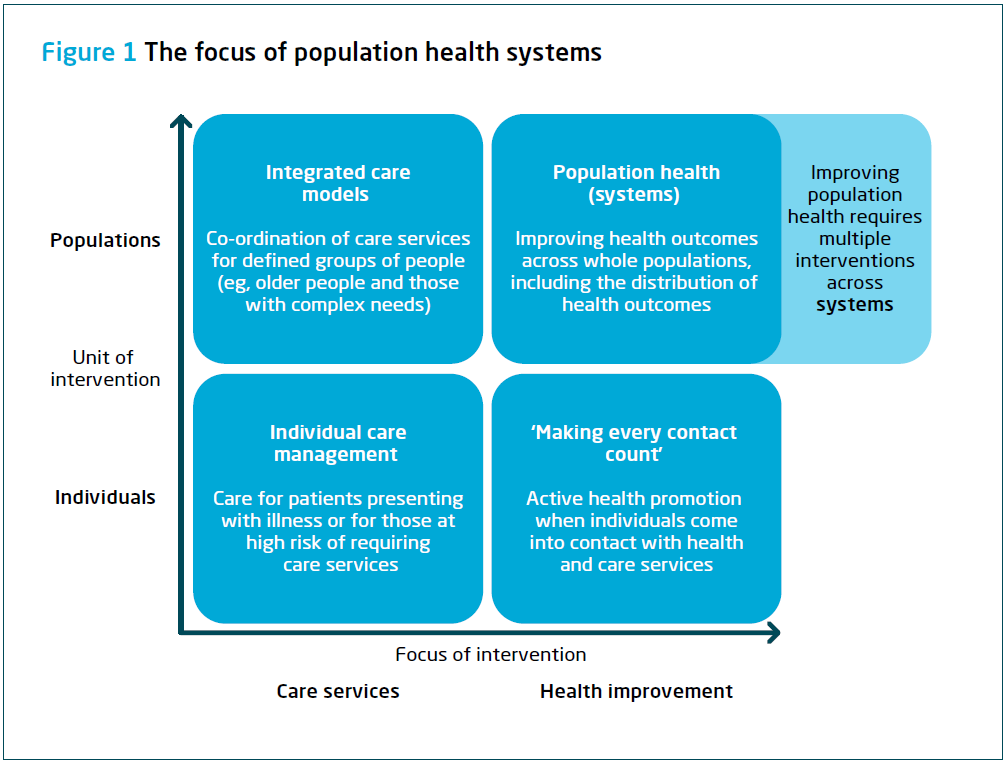 Figure 1 The focus of population health systems
Populations
Unit of
intervention
Individuals
Integrated care
models
Co-ordination of care services
for defined groups of people
(eg, older people and those
with complex needs)
Population health
(systems)
Improving health outcomes
across whole populations,
including the distribution of
health outcomes
Improving
population
health requires
multiple
interventions
across
systems
Individual care
management
Care for patients presenting
with illness or for those at
high risk of requiring
care services
‘Making every contact
count’
Active health promotion
when individuals come
into contact with health
and care services
Focus of intervention
Care services
Health improvement